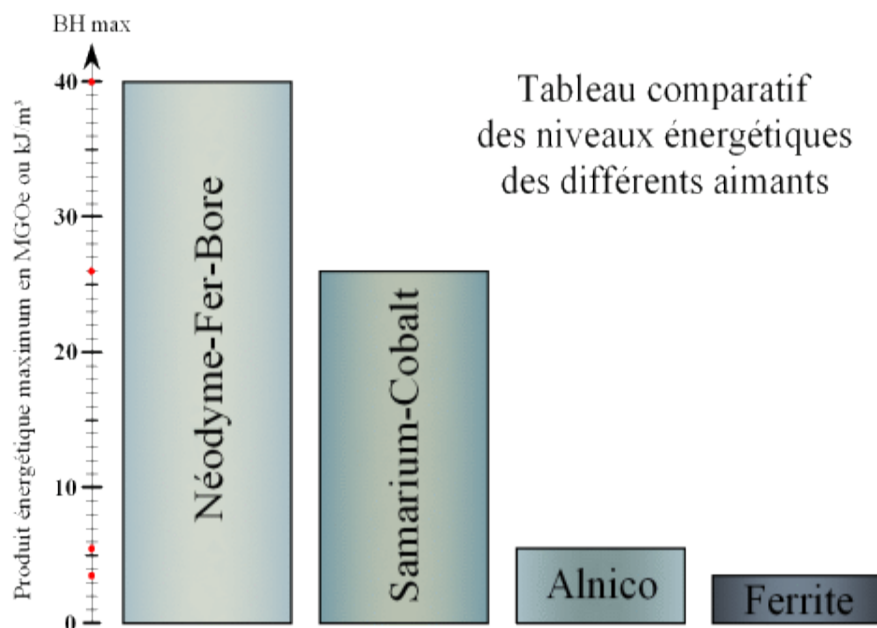 BH max
Produit énergétique maximum en MGOe ou kJ/m³
40
30
20
10
0
Tableau comparatif
des niveaux énergétiques
des différents aimants
Néodyme-Fer-Bore
Samarium-Cobalt
Alnico
Ferrite